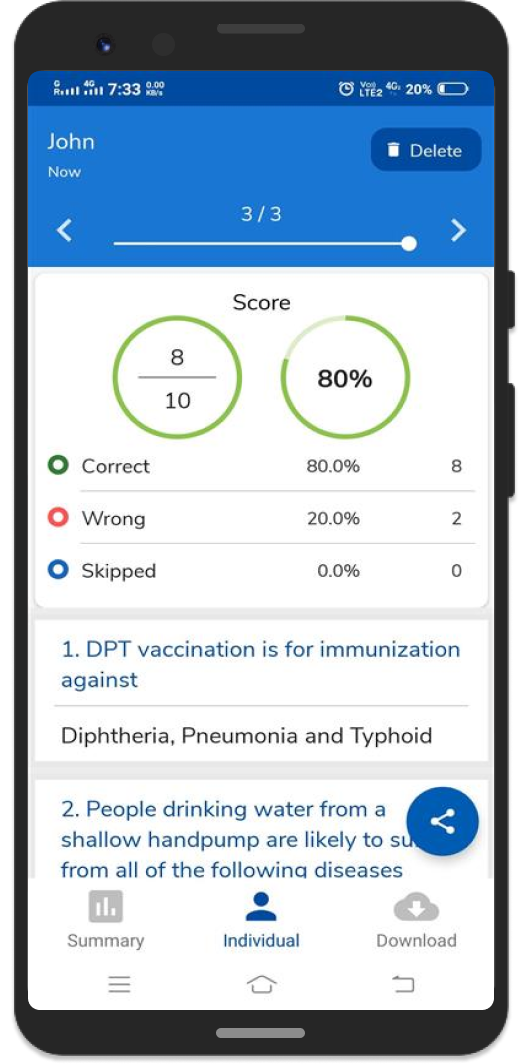 G R 4G 7:33 0.00 KB/s Vo) LTE2 4G 20%
John
Delete
Now
3 / 3
Score
8
10
80%
Correct 80.0% 8
Wrong 20.0% 2
Skipped 0.0% 0
1. DPT vaccination is for immunization
against
Diphtheria, Pneumonia and Typhoid
2. People drinking water from a
shallow handpump are likely to
from all of the following diseases
Summary Individual Download